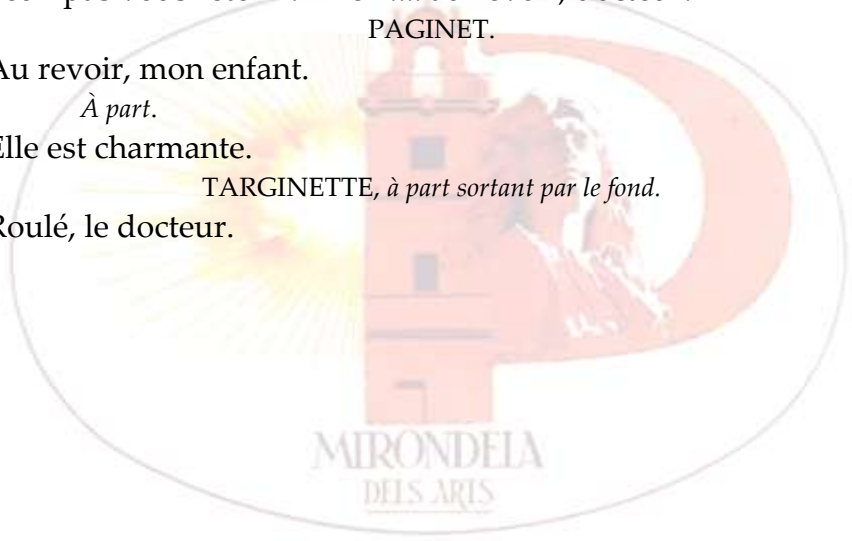 PAGINET.
Au revoir, mon enfant.
À part.
Elle est charmante.
TARGINETTE, à part sortant par le fond.
Roulé, le docteur.
MIRONDELA
DELS ARTS